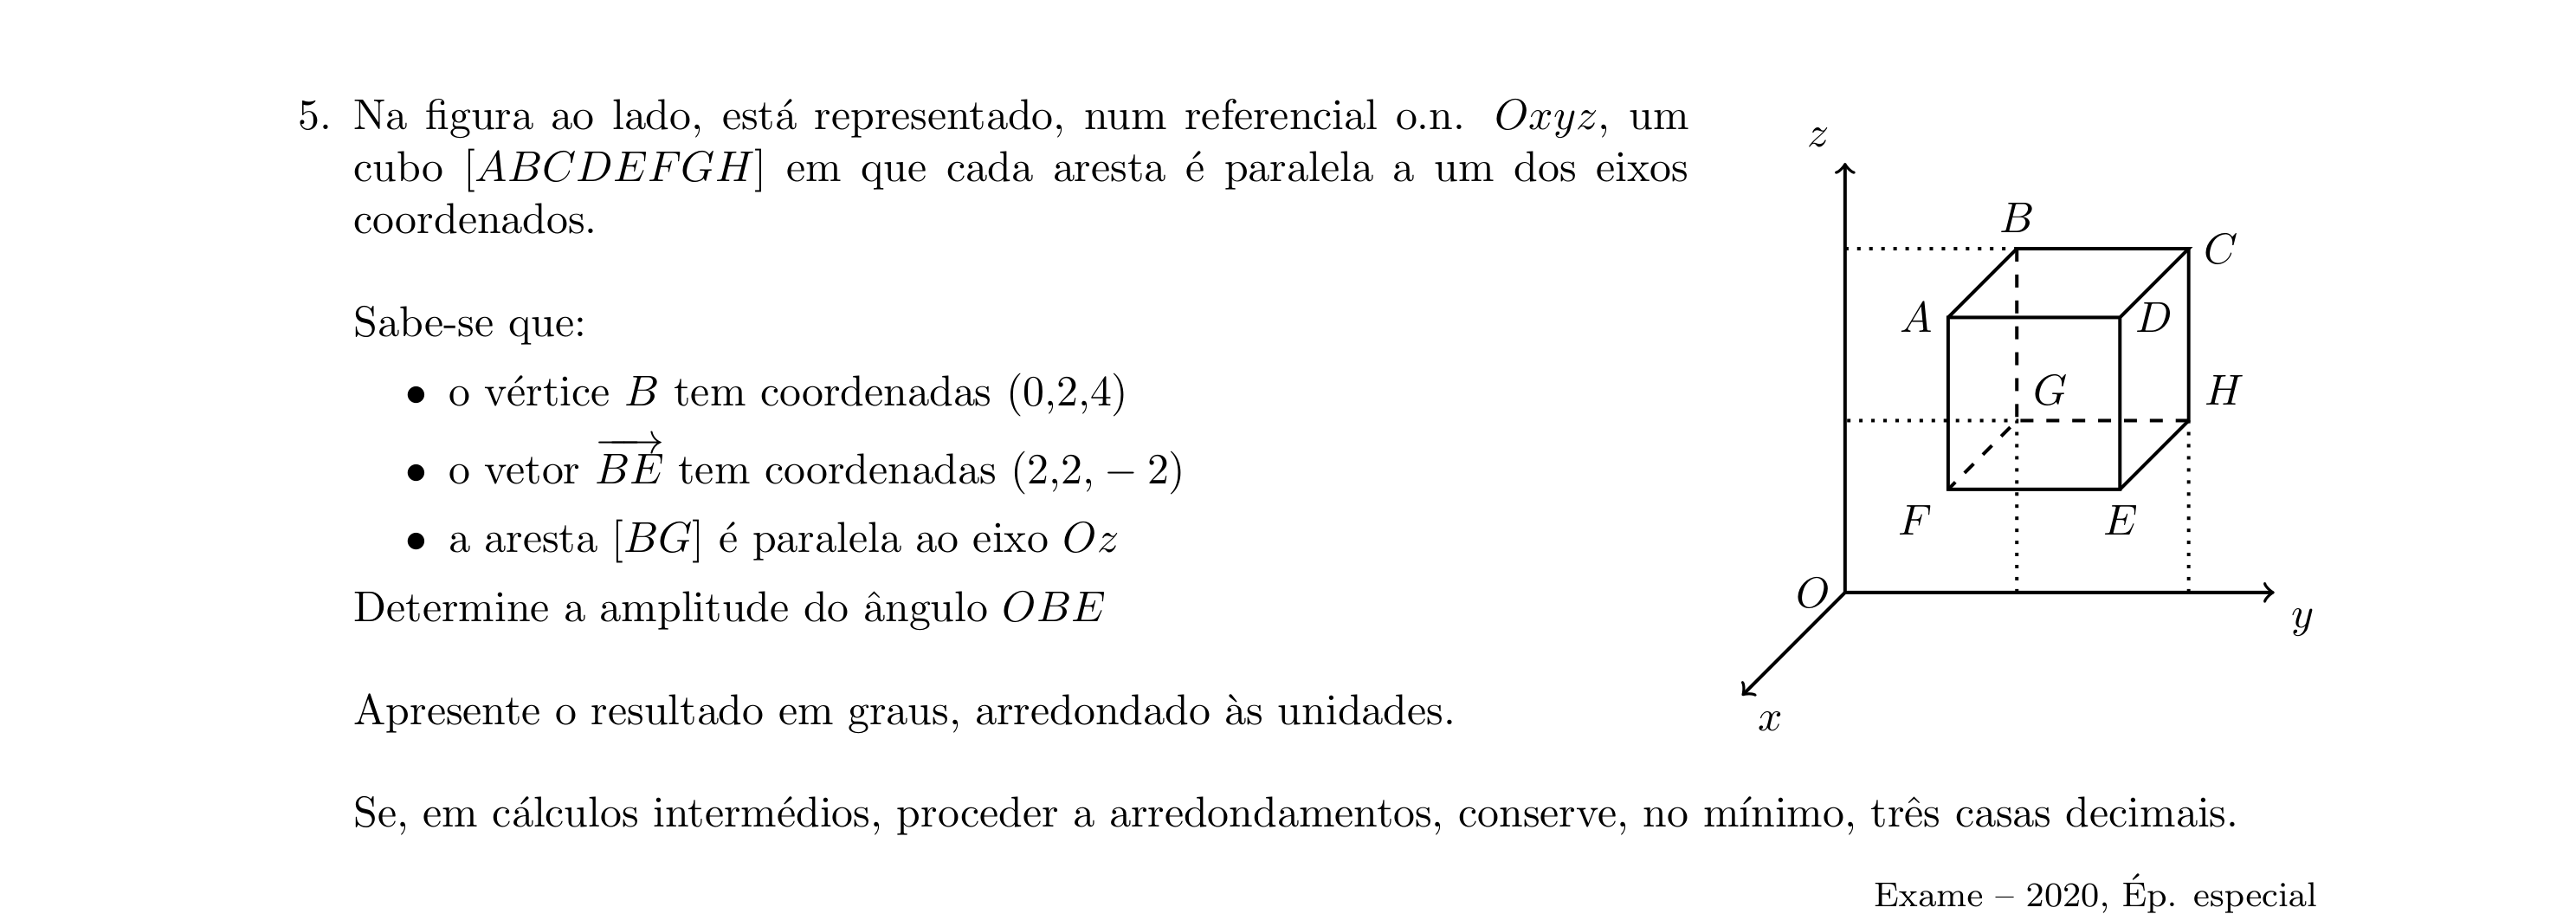 5. Na figura ao lado, está representado, num referencial o.n. Oxyz, um
cubo [ABCDEFGH] em que cada aresta é paralela a um dos eixos
coordenados.
Sabe-se que:
• o vértice B tem coordenadas (0,2,4)
• o vetor \overrightarrow{BE} tem coordenadas (2,2, − 2)
• a aresta [BG] é paralela ao eixo Oz
Determine a amplitude do ângulo OBE
Apresente o resultado em graus, arredondado às unidades.
Se, em cálculos intermédios, proceder a arredondamentos, conserve, no mínimo, três casas decimais.
Exame – 2020, Ép. especial
z
B
C
A
D
G
H
F
E
O
y
x